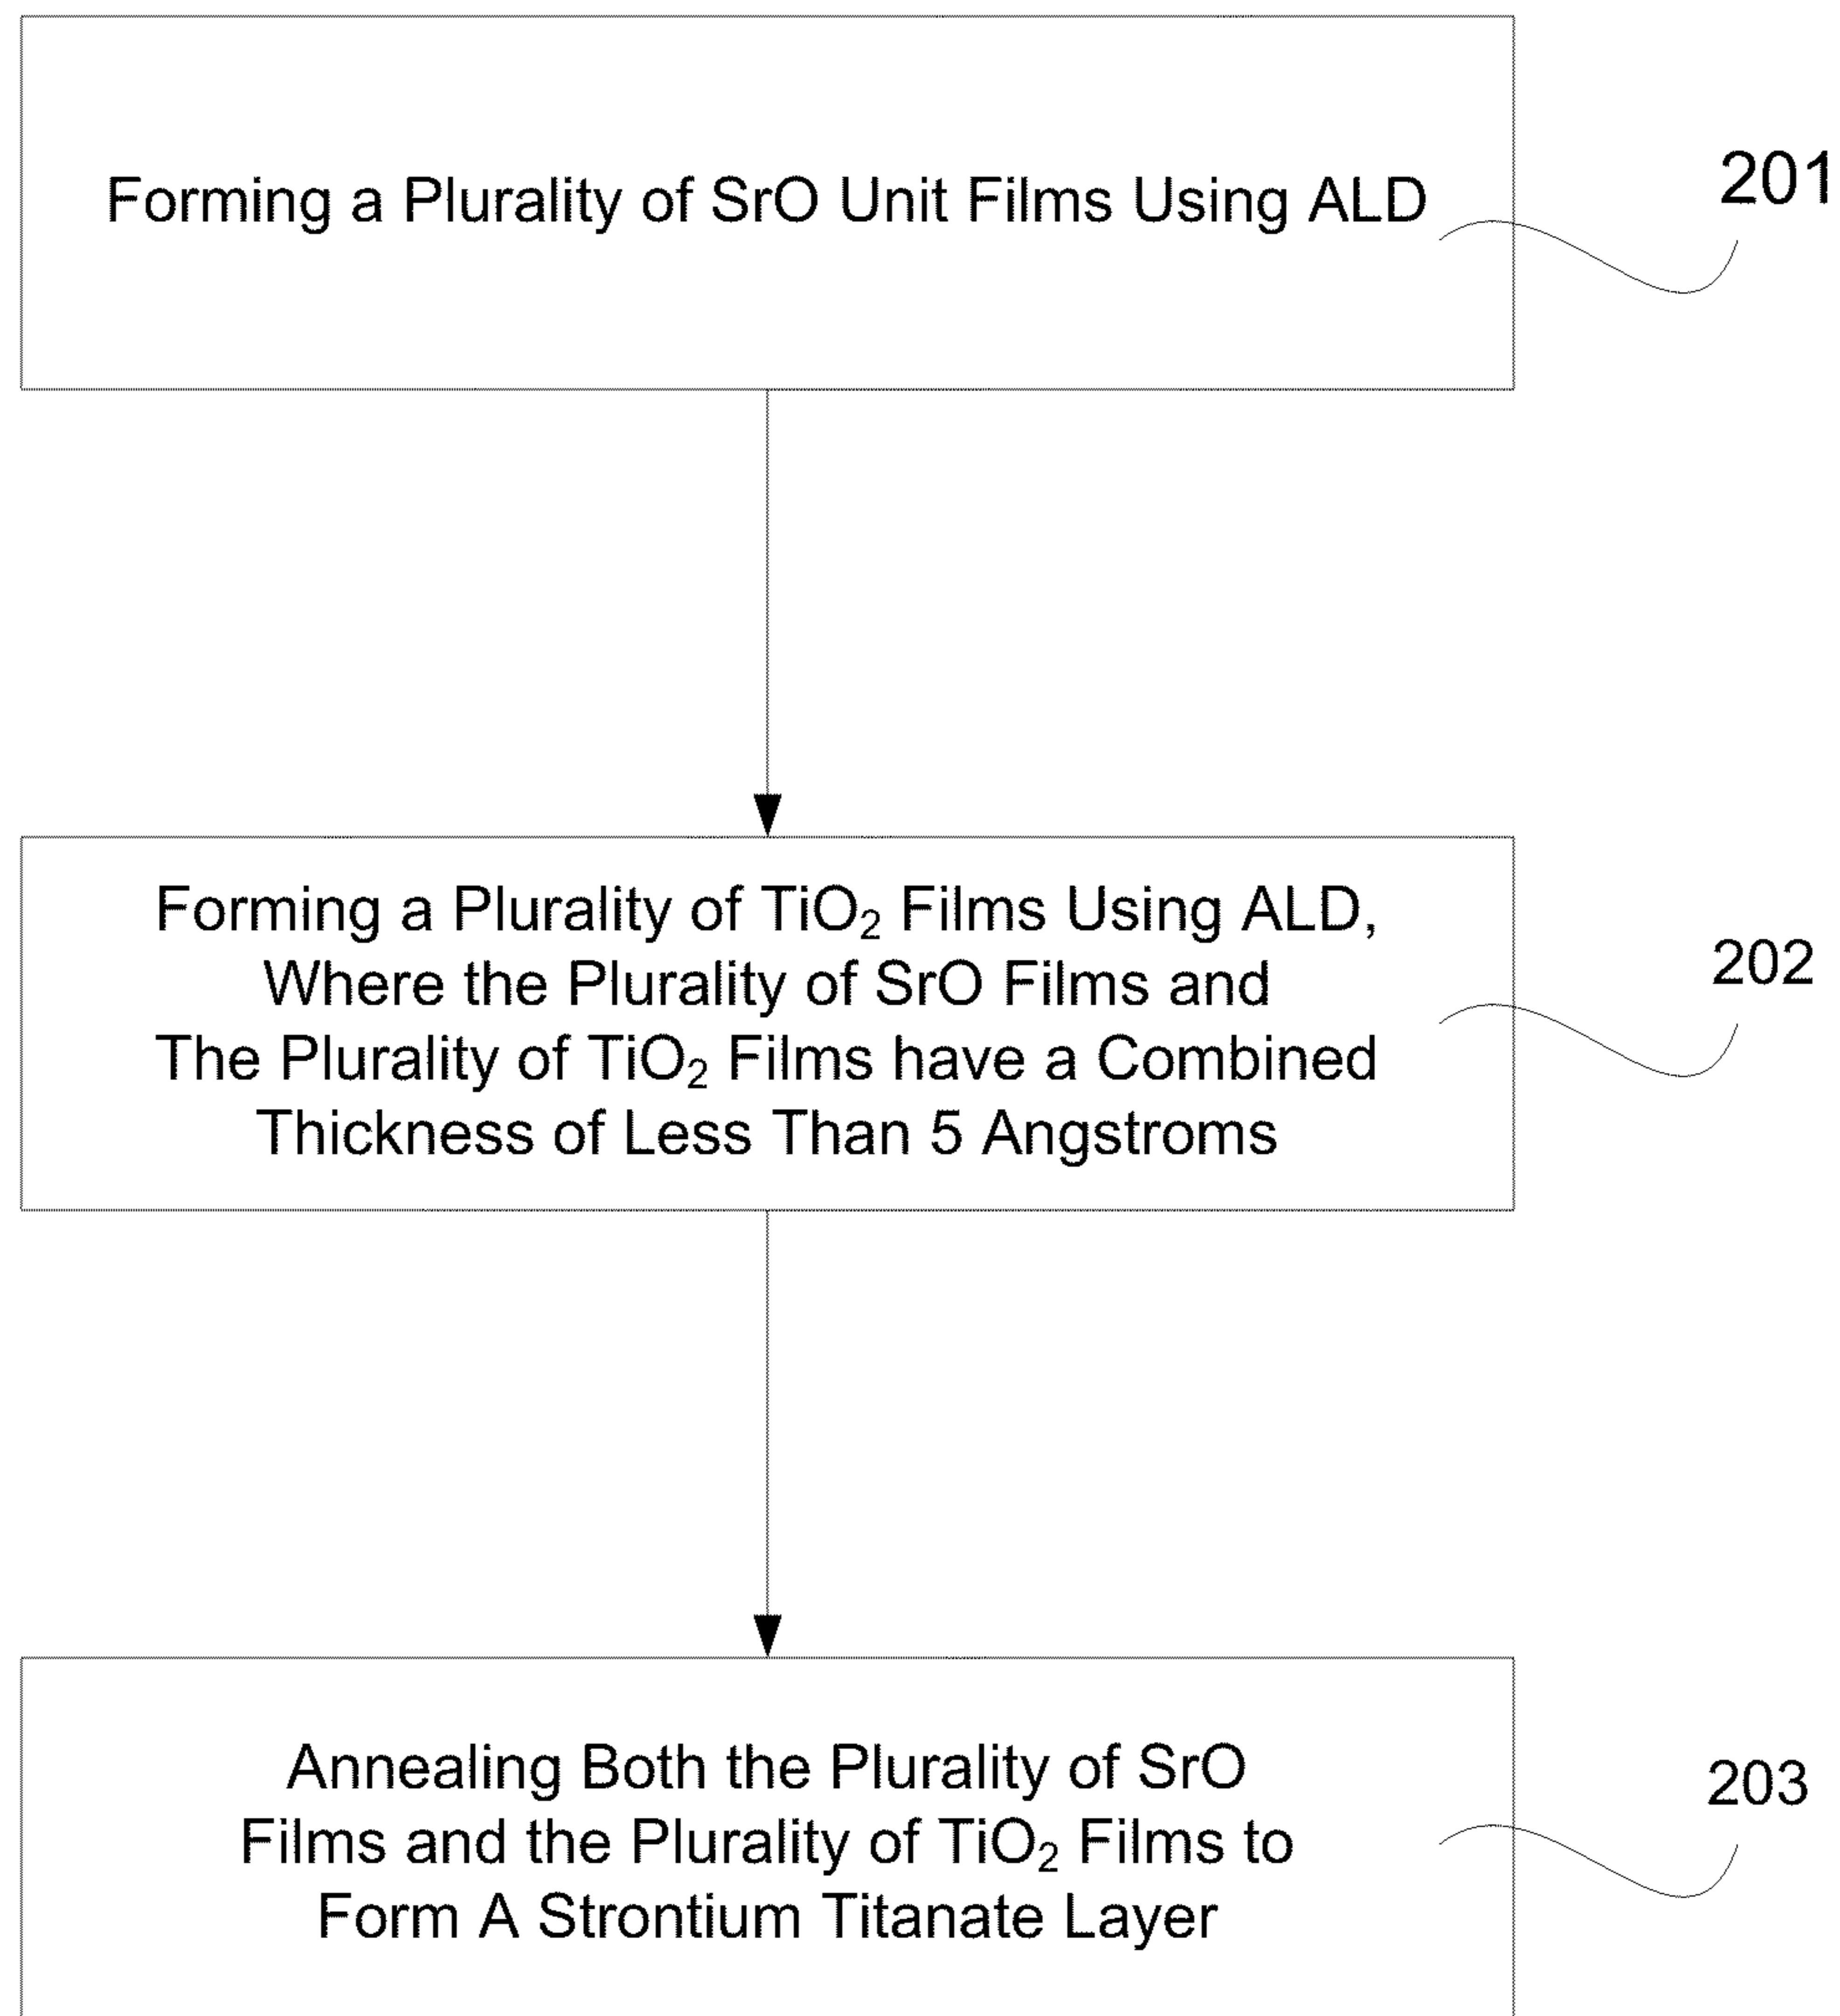 Forming a Plurality of SrO Unit Films Using ALD
201
Forming a Plurality of TiO₂ Films Using ALD,
Where the Plurality of SrO Films and
The Plurality of TiO₂ Films have a Combined
Thickness of Less Than 5 Angstroms
202
Annealing Both the Plurality of SrO
Films and the Plurality of TiO₂ Films to
Form A Strontium Titanate Layer
203